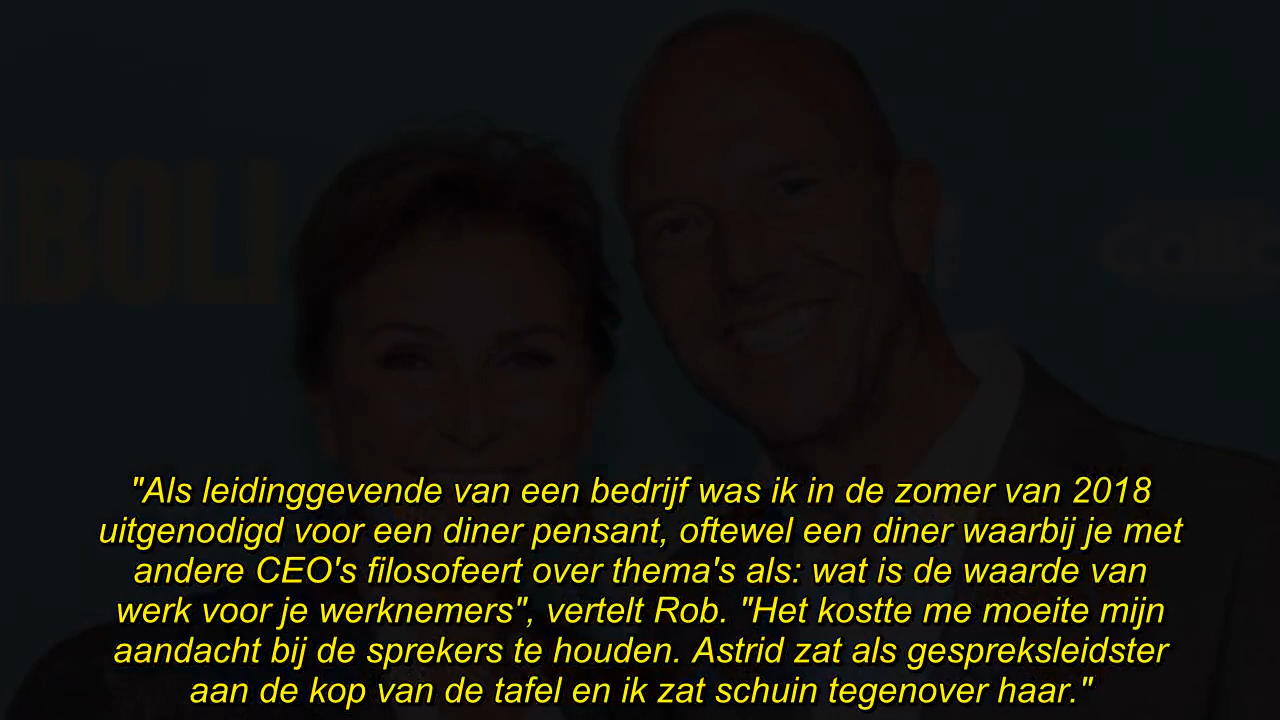 BOLI
Coll
"Als leidinggevende van een bedrijf was ik in de zomer van 2018
uitgenodigd voor een diner pensant, oftewel een diner waarbij je met
andere CEO's filosofeert over thema's als: wat is de waarde van
werk voor je werknemers", vertelt Rob. "Het kostte me moeite mijn
aandacht bij de sprekers te houden. Astrid zat als gespreksleidster
aan de kop van de tafel en ik zat schuin tegenover haar."